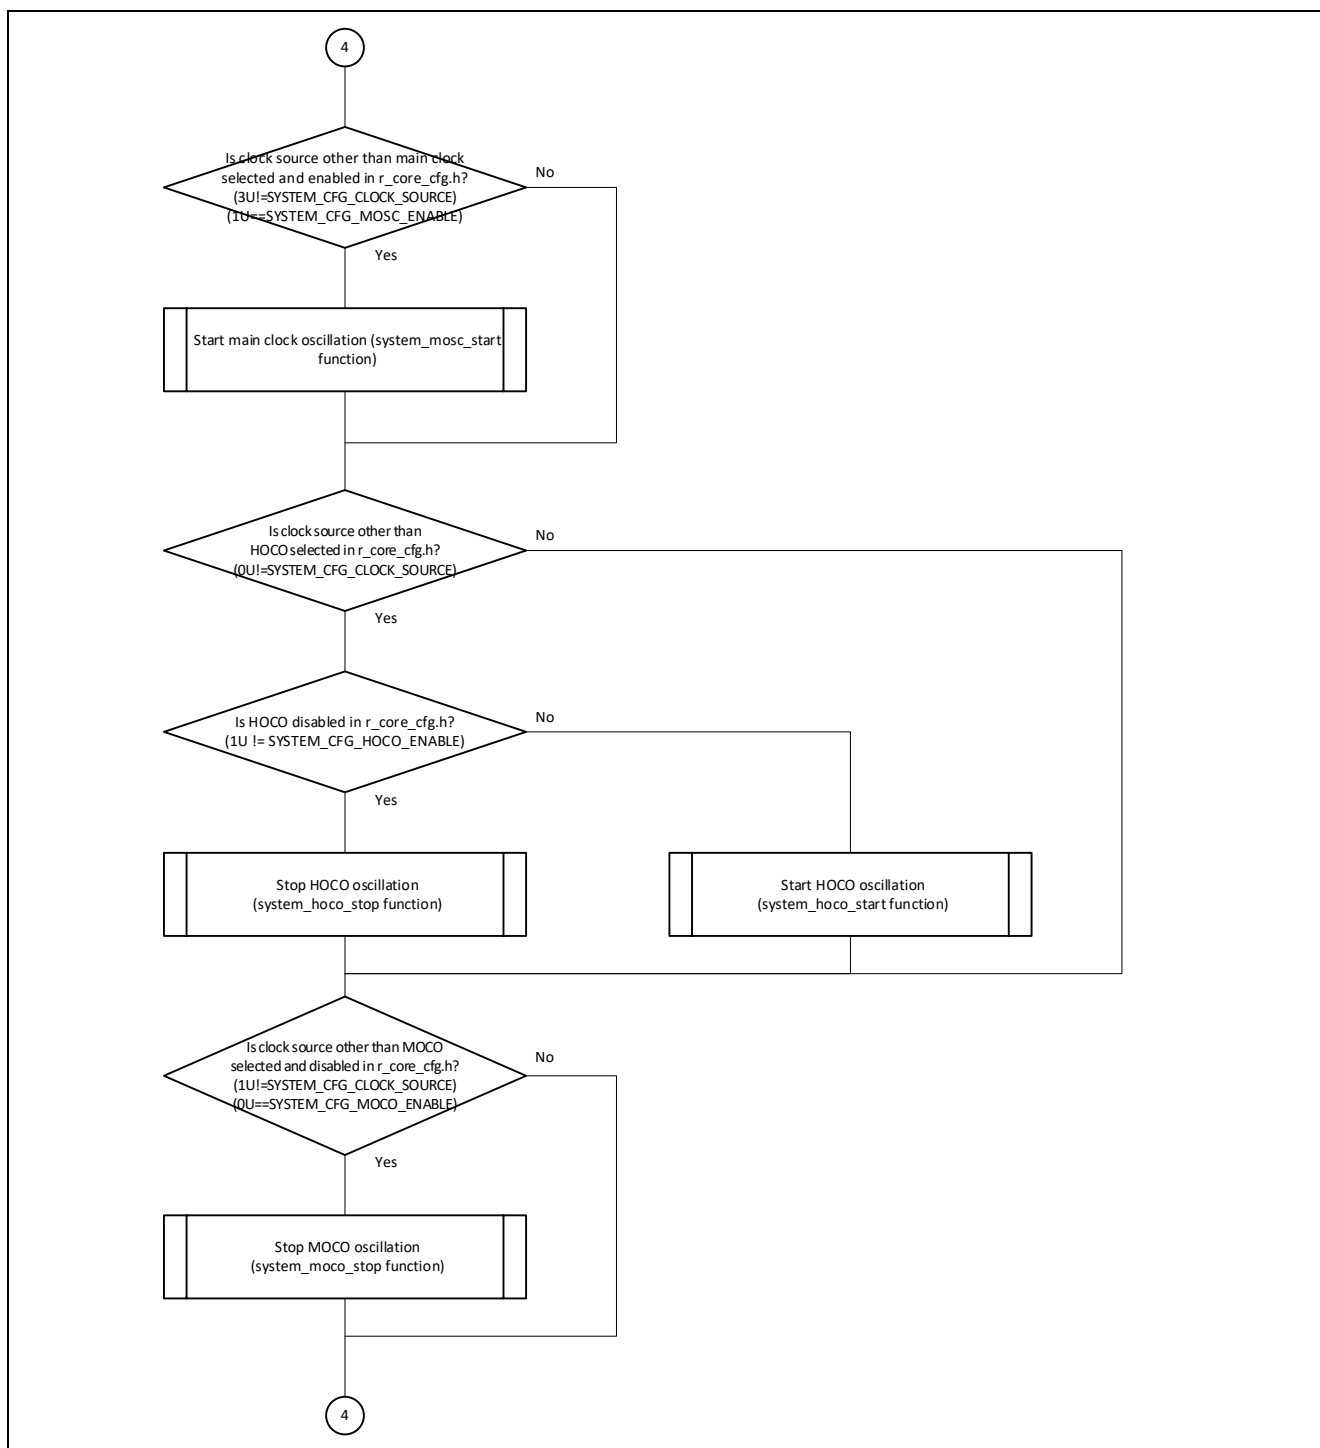 4
Is clock source other than main clock
selected and enabled in r_core_cfg.h?
(3U!=SYSTEM_CFG_CLOCK_SOURCE)
(1U==SYSTEM_CFG_MOSC_ENABLE)
No
Yes
Start main clock oscillation (system_mosc_start
function)
Is clock source other than
HOCO selected in r_core_cfg.h?
(0U!=SYSTEM_CFG_CLOCK_SOURCE)
No
Yes
Is HOCO disabled in r_core_cfg.h?
(1U != SYSTEM_CFG_HOCO_ENABLE)
No
Yes
Stop HOCO oscillation
(system_hoco_stop function)
Start HOCO oscillation
(system_hoco_start function)
Is clock source other than MOCO
selected and disabled in r_core_cfg.h?
(1U!=SYSTEM_CFG_CLOCK_SOURCE)
(0U==SYSTEM_CFG_MOCO_ENABLE)
No
Yes
Stop MOCO oscillation
(system_moco_stop function)
4